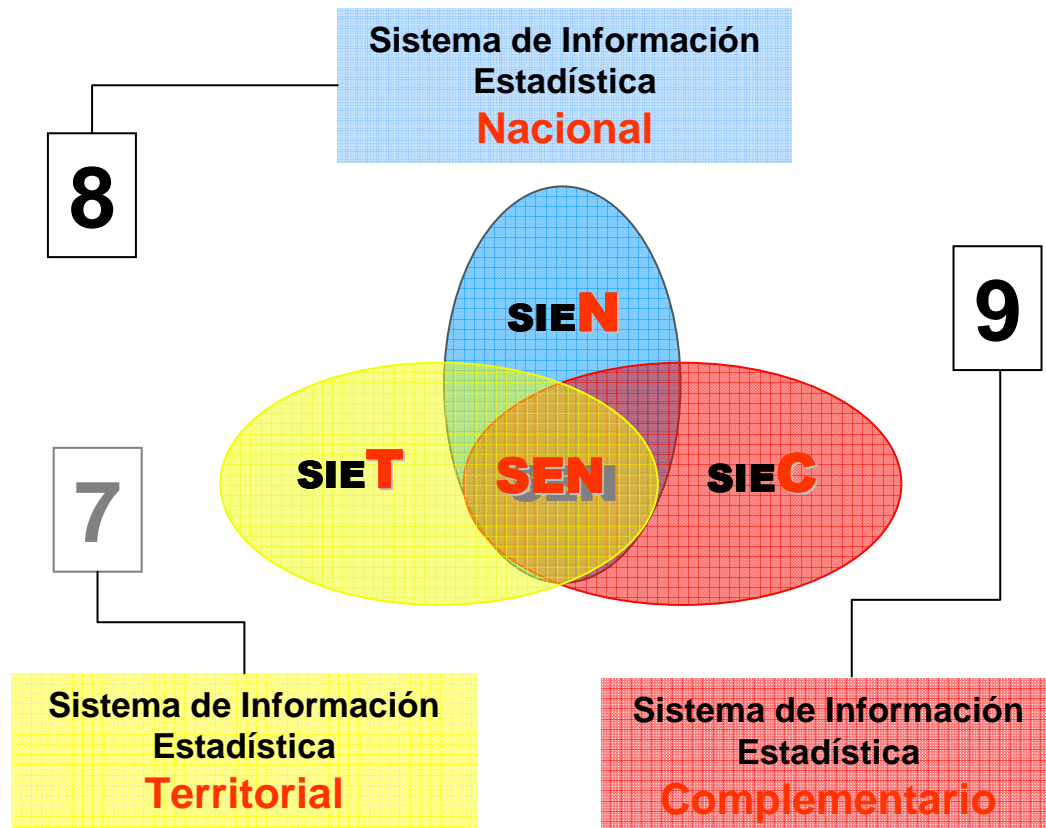 Sistema de Información
Estadística
Nacional
8
9
SIEN
SIET
SEN
SIEC
7
Sistema de Información
Estadística
Territorial
Sistema de Información
Estadística
Complementario